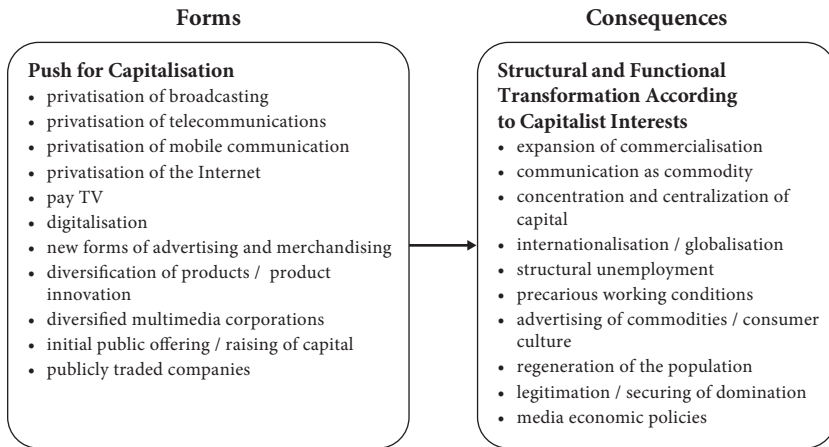 Forms
Push for Capitalisation
• privatisation of broadcasting
• privatisation of telecommunications
• privatisation of mobile communication
• privatisation of the Internet
• pay TV
• digitalisation
• new forms of advertising and merchandising
• diversification of products / product
innovation
• diversified multimedia corporations
• initial public offering / raising of capital
• publicly traded companies
Consequences
Structural and Functional
Transformation According
to Capitalist Interests
• expansion of commercialisation
• communication as commodity
• concentration and centralization of
capital
• internationalisation / globalisation
• structural unemployment
• precarious working conditions
• advertising of commodities / consumer
culture
• regeneration of the population
• legitimation / securing of domination
• media economic policies